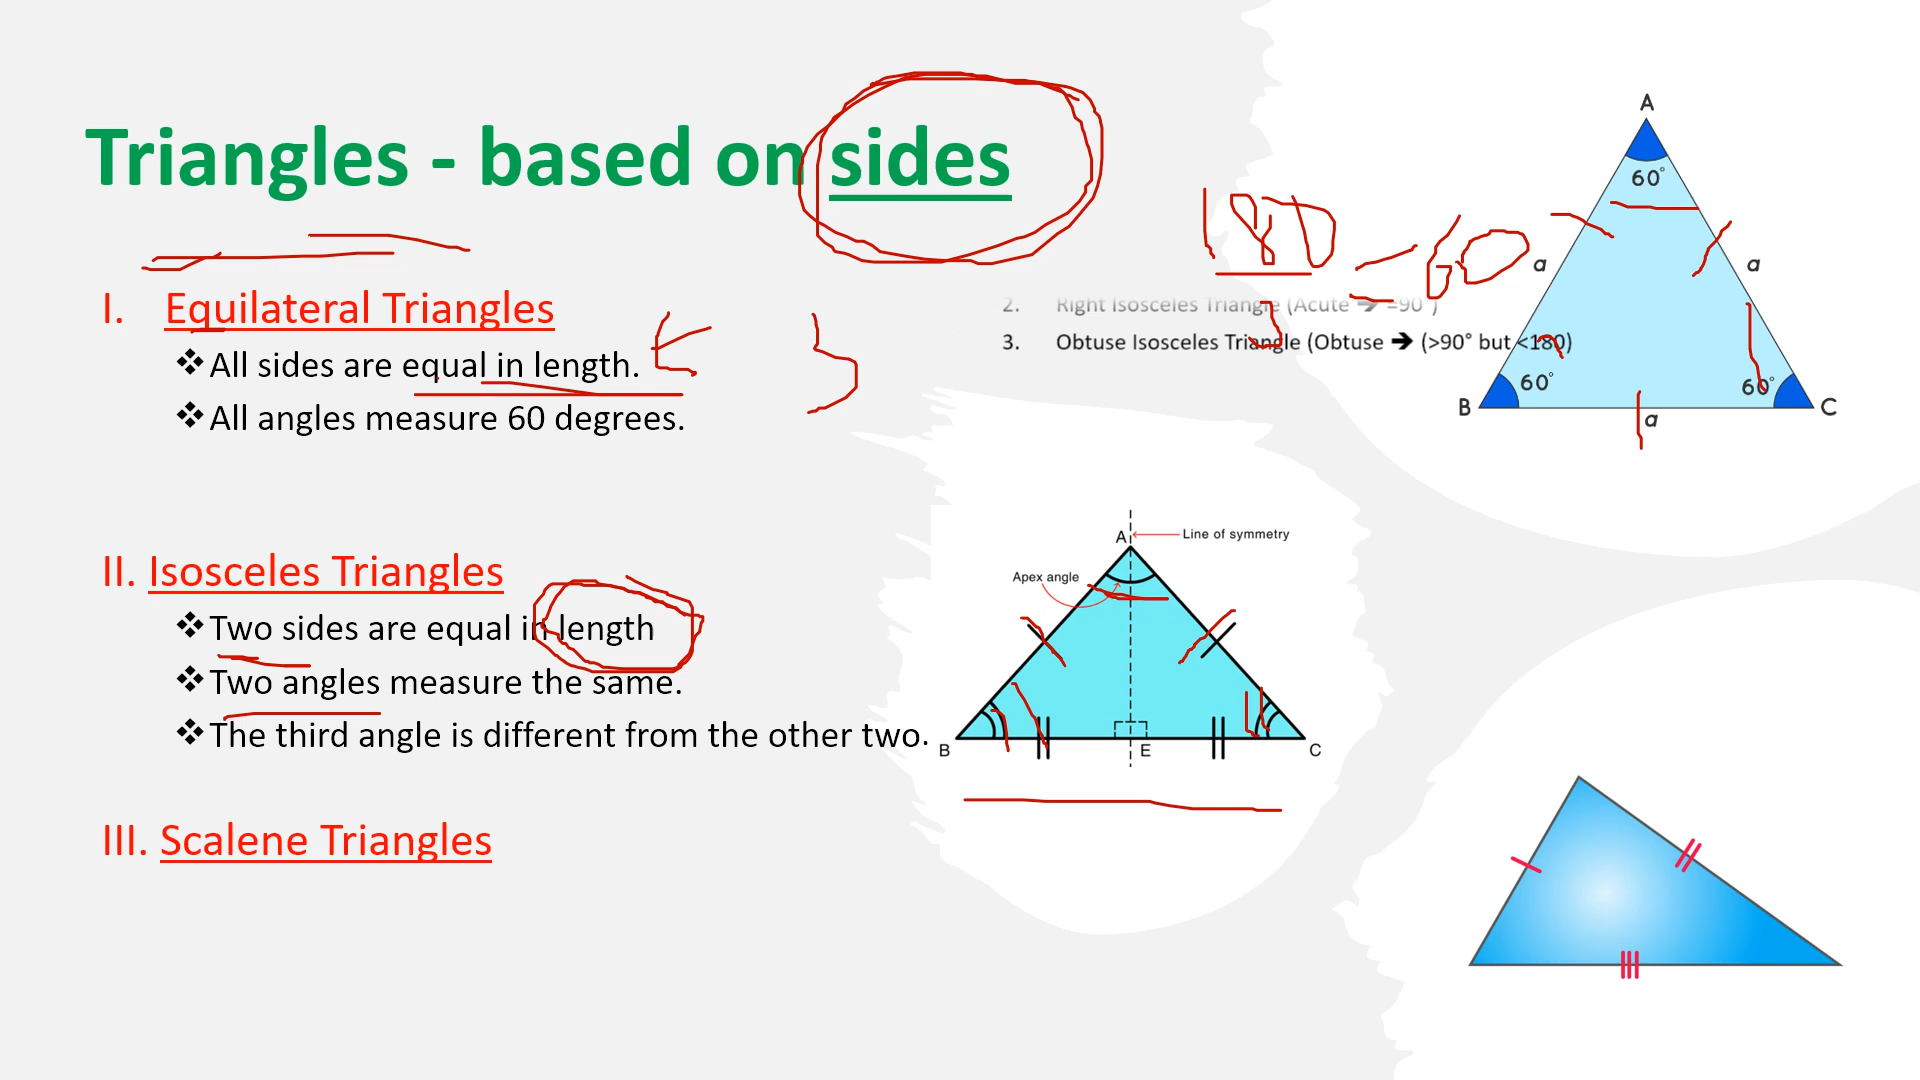 Triangles - based on sides
I. Equilateral Triangles
❖All sides are equal in length.
❖All angles measure 60 degrees.
II. Isosceles Triangles
❖Two sides are equal in length
❖Two angles measure the same.
❖The third angle is different from the other two.
III. Scalene Triangles
180
3
= 60
2. Right Isosceles Triangle (Acute → =90°)
3. Obtuse Isosceles Triangle (Obtuse → (>90° but <180)
A
60°
a a
60° 60°
B a C
A Line of symmetry
Apex angle
B E C